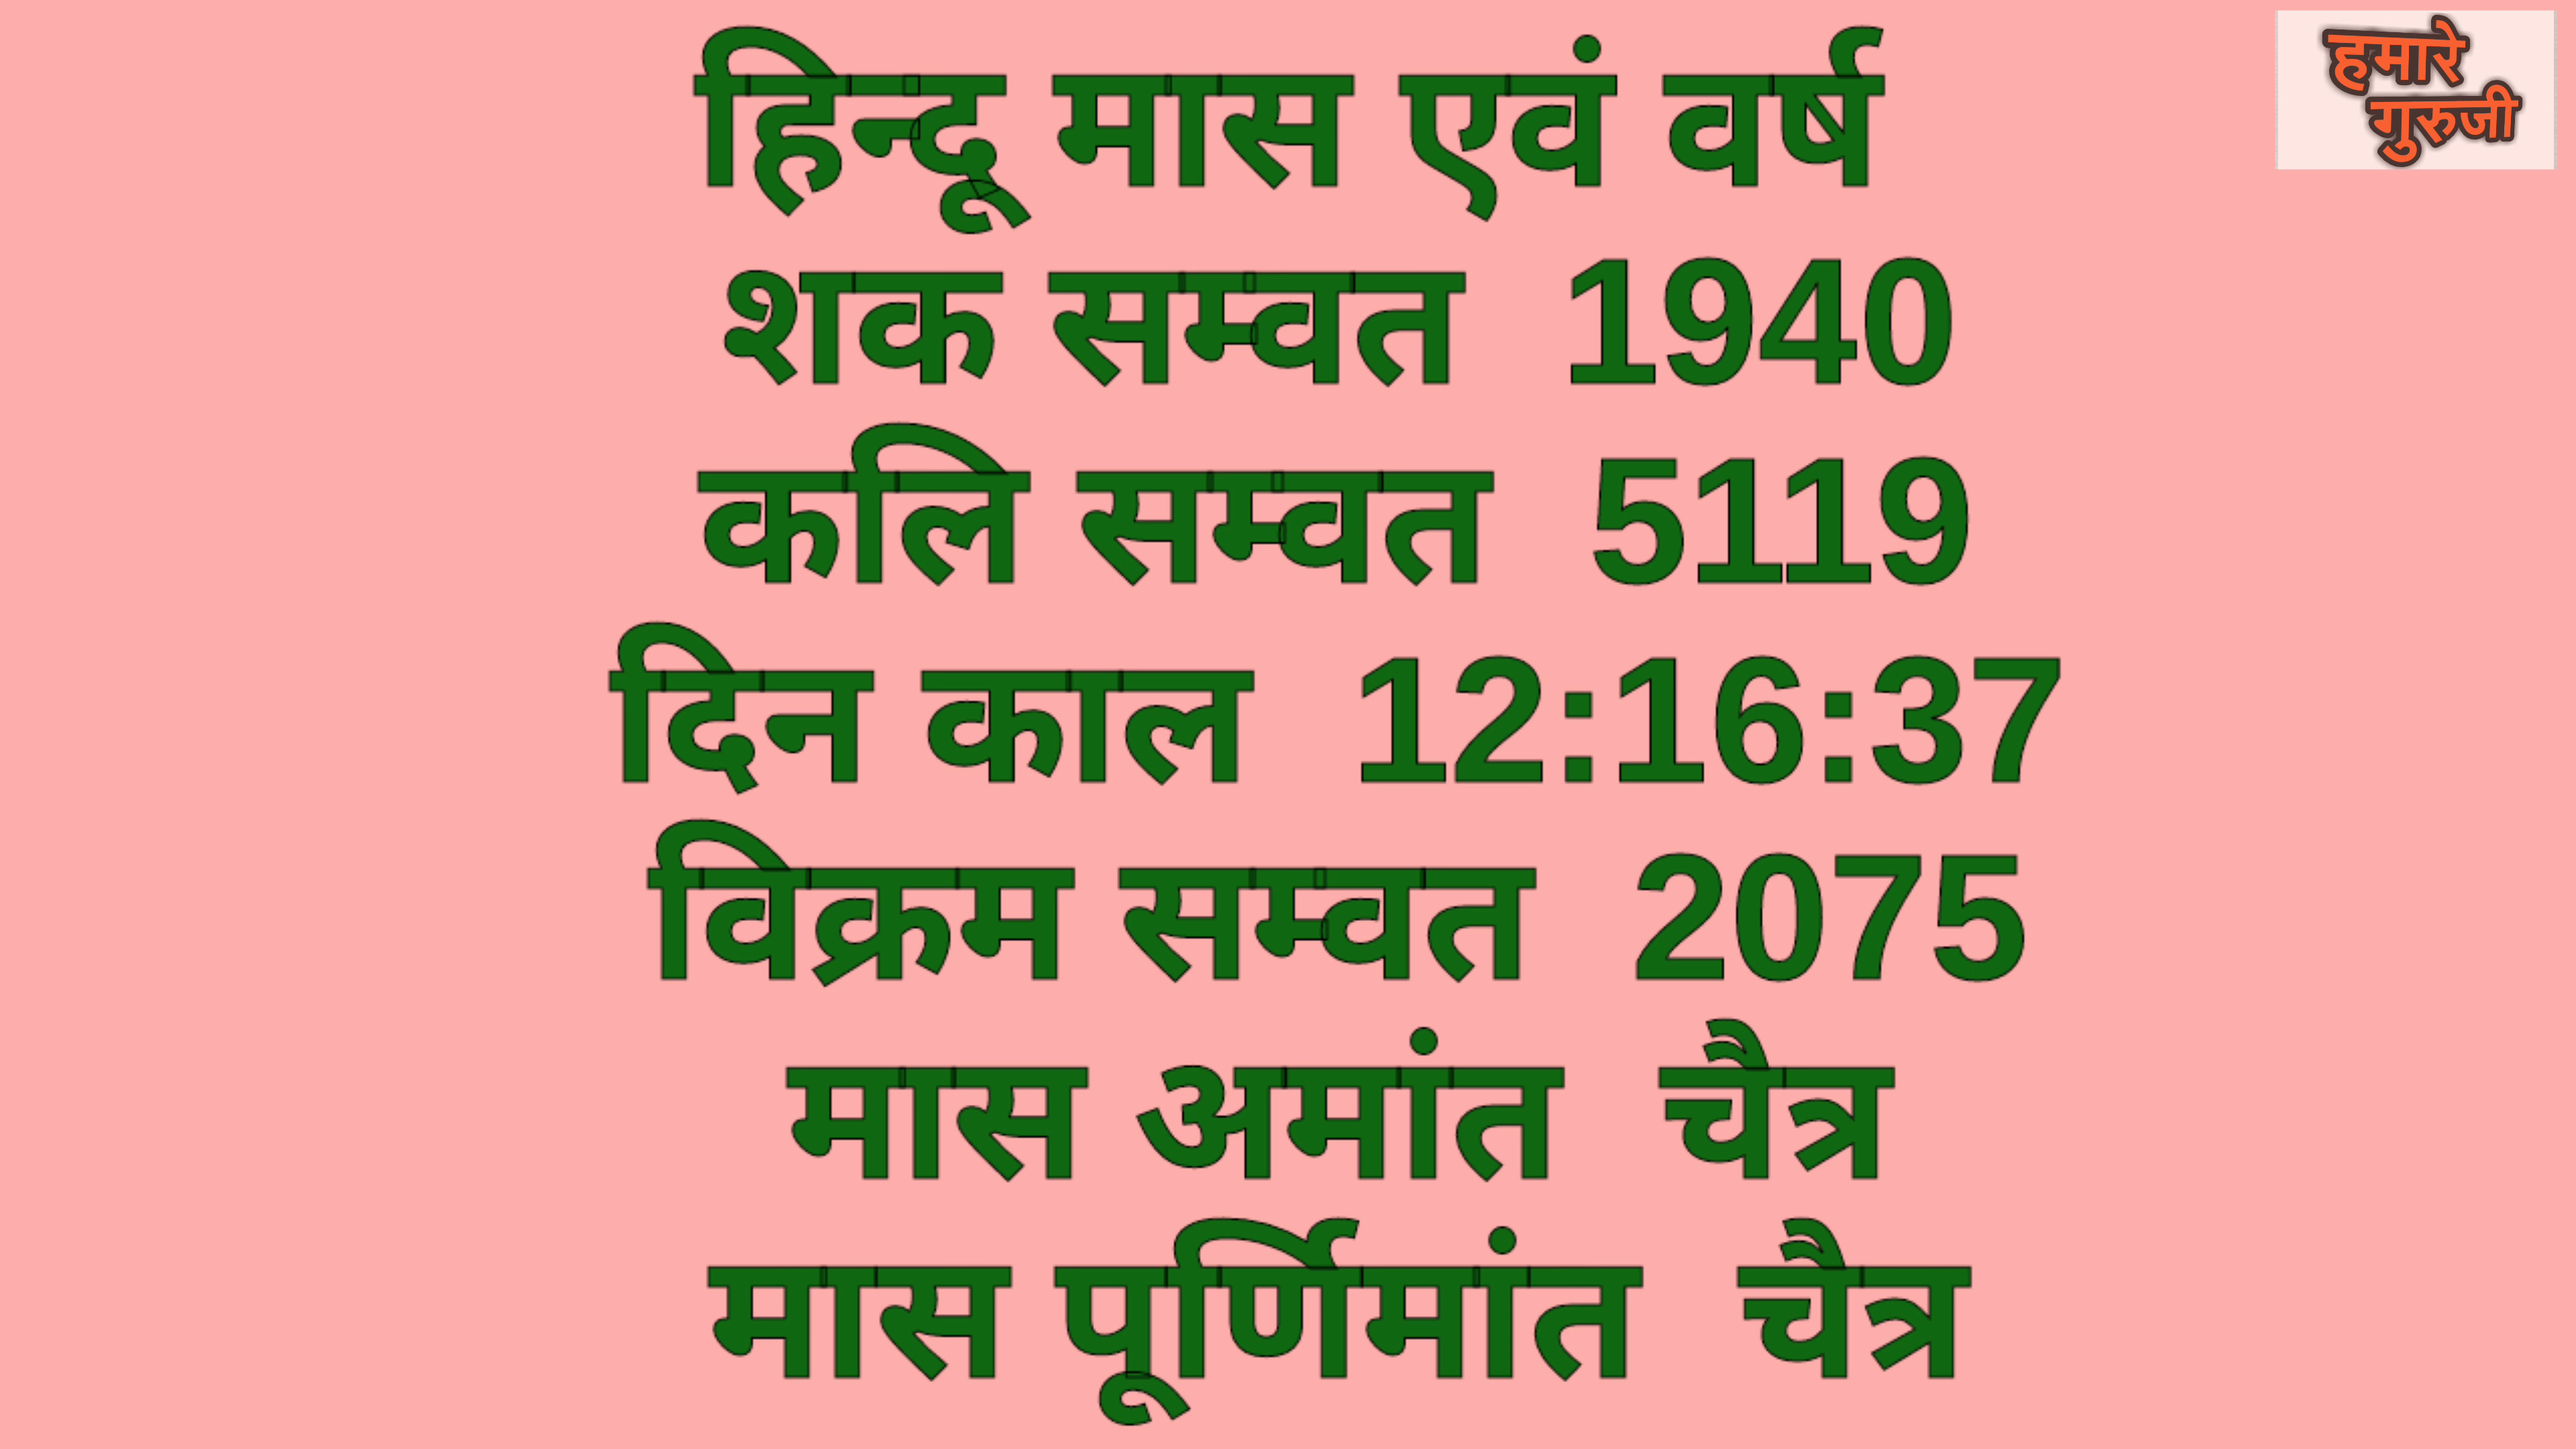 हिन्दू मास एवं वर्ष
शक सम्वत 1940
कलि सम्वत 5119
दिन काल 12:16:37
विक्रम सम्वत 2075
मास अमांत चैत्र
मास पूर्णिमांत चैत्र
हमारे
गुरुजी